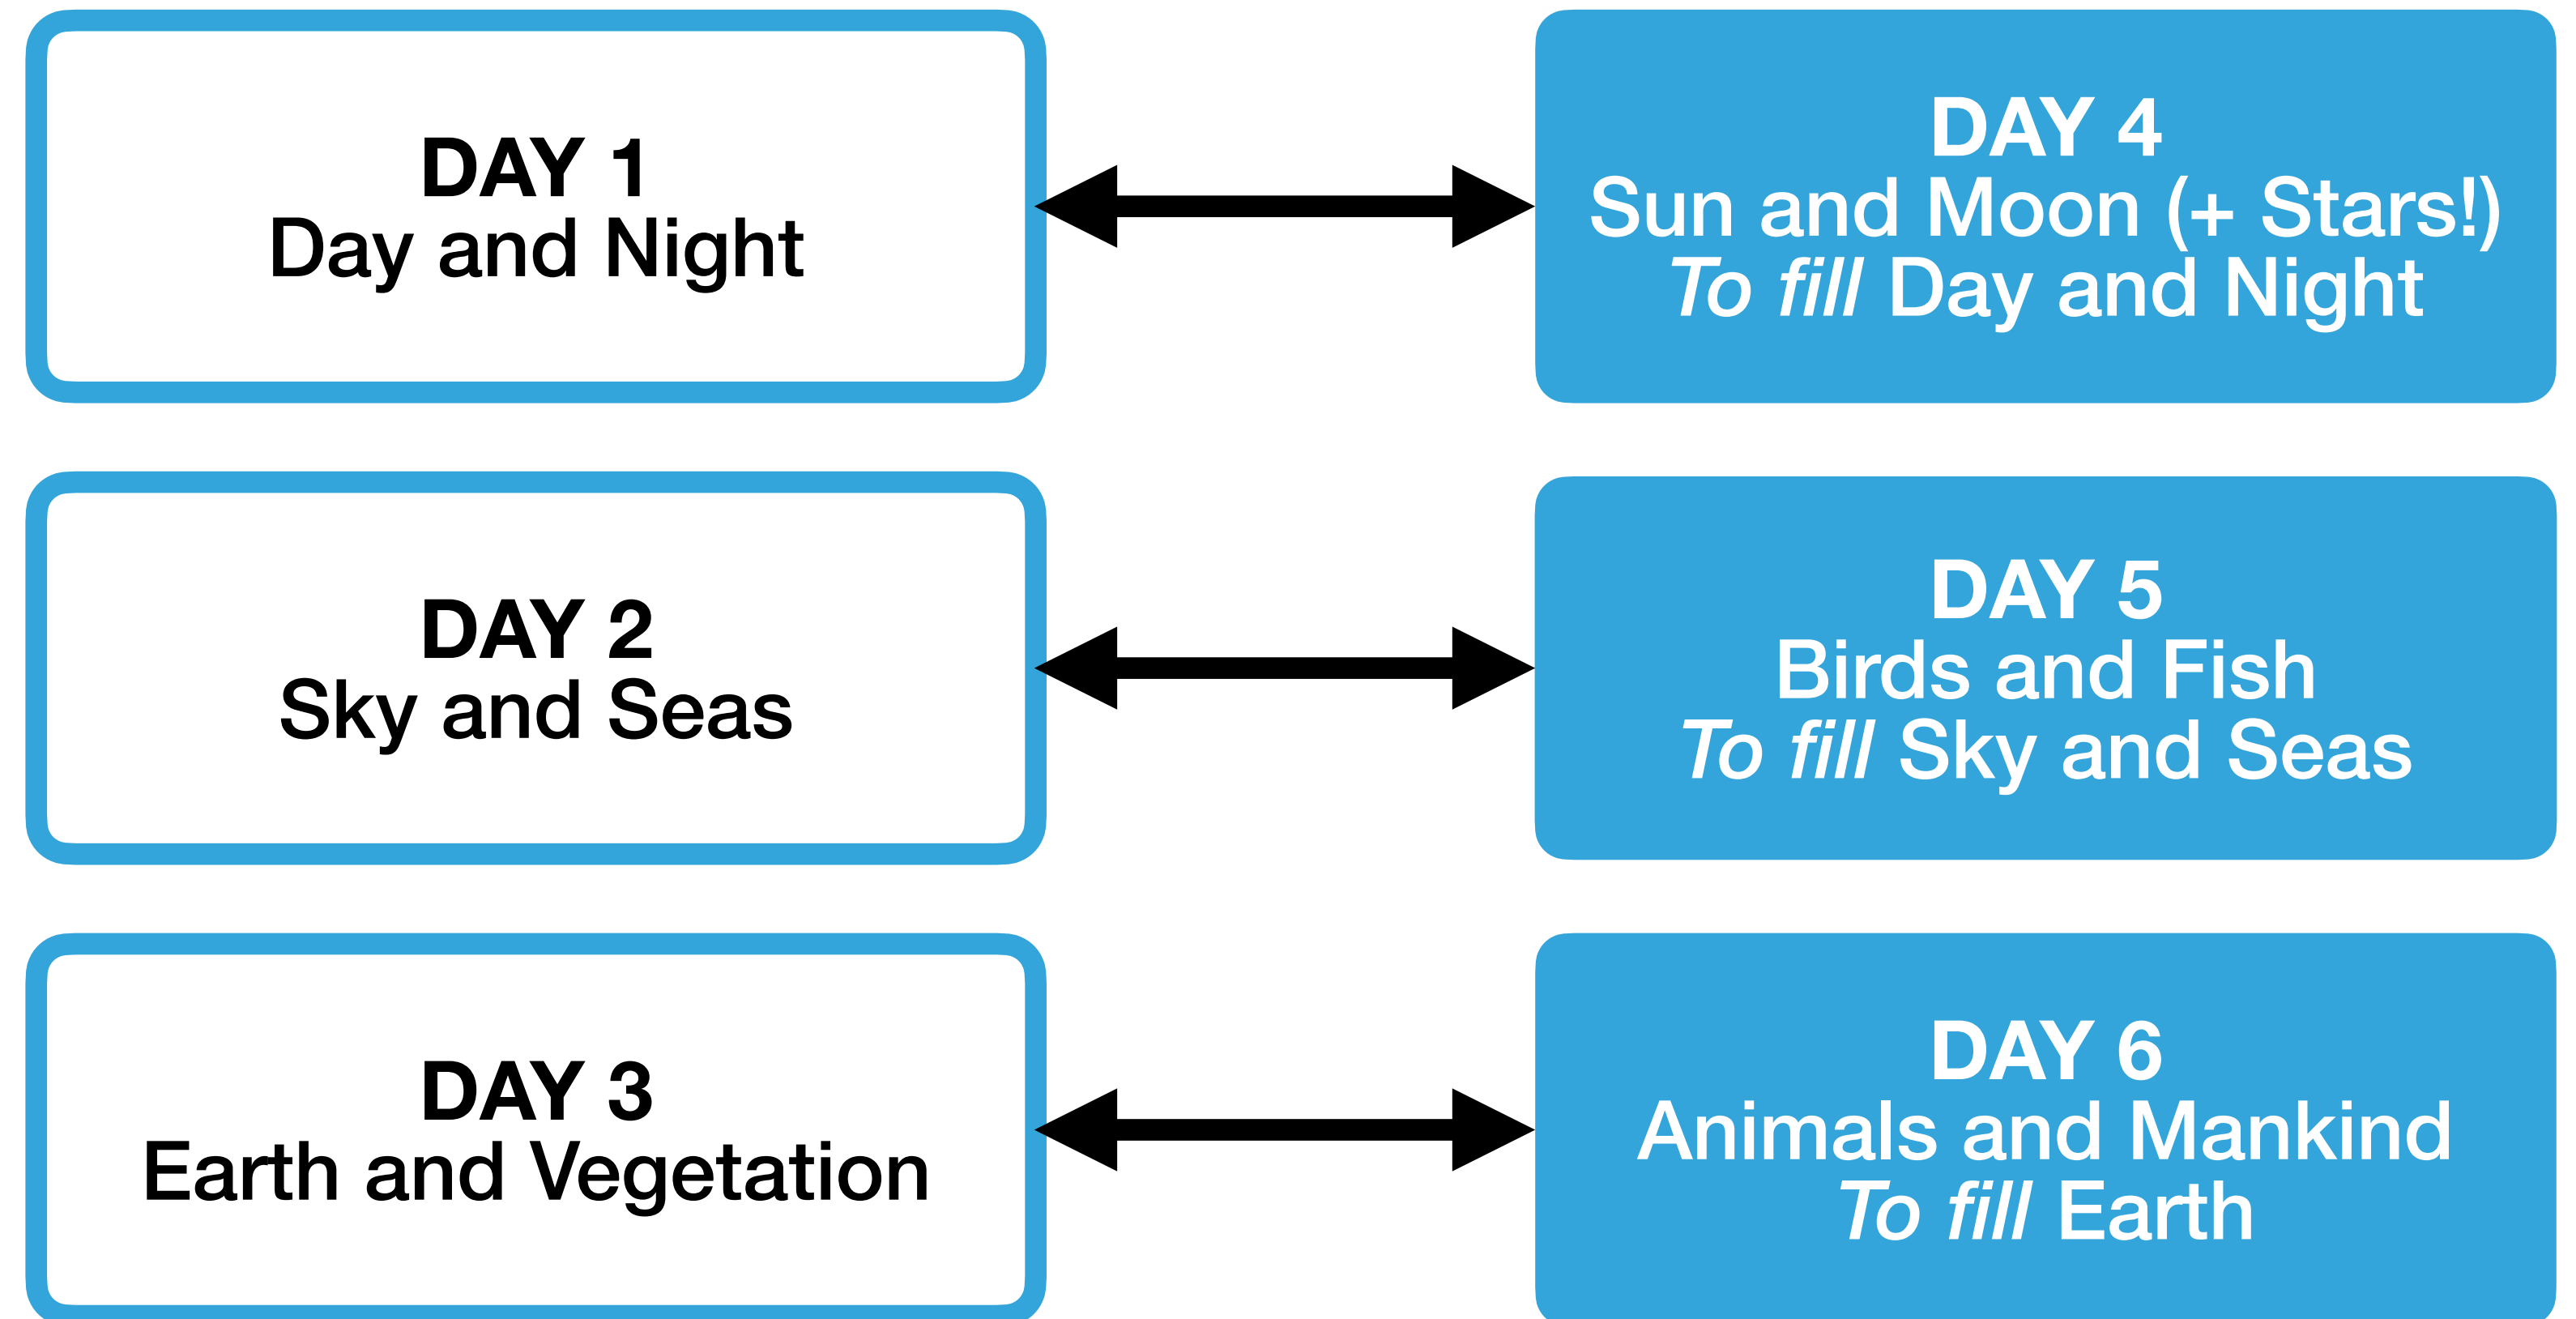 DAY 1
Day and Night
DAY 4
Sun and Moon (+ Stars!)
To fill Day and Night
DAY 2
Sky and Seas
DAY 5
Birds and Fish
To fill Sky and Seas
DAY 3
Earth and Vegetation
DAY 6
Animals and Mankind
To fill Earth